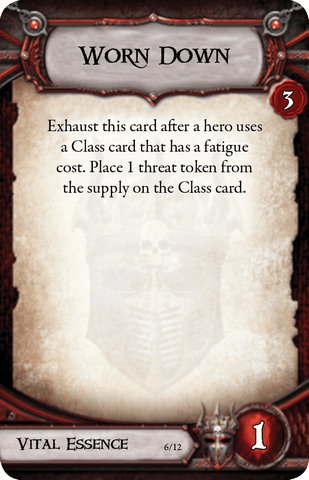 Worn Down
3
Exhaust this card after a hero uses
a Class card that has a fatigue
cost. Place 1 threat token from
the supply on the Class card.
Vital Essence
6/12
1